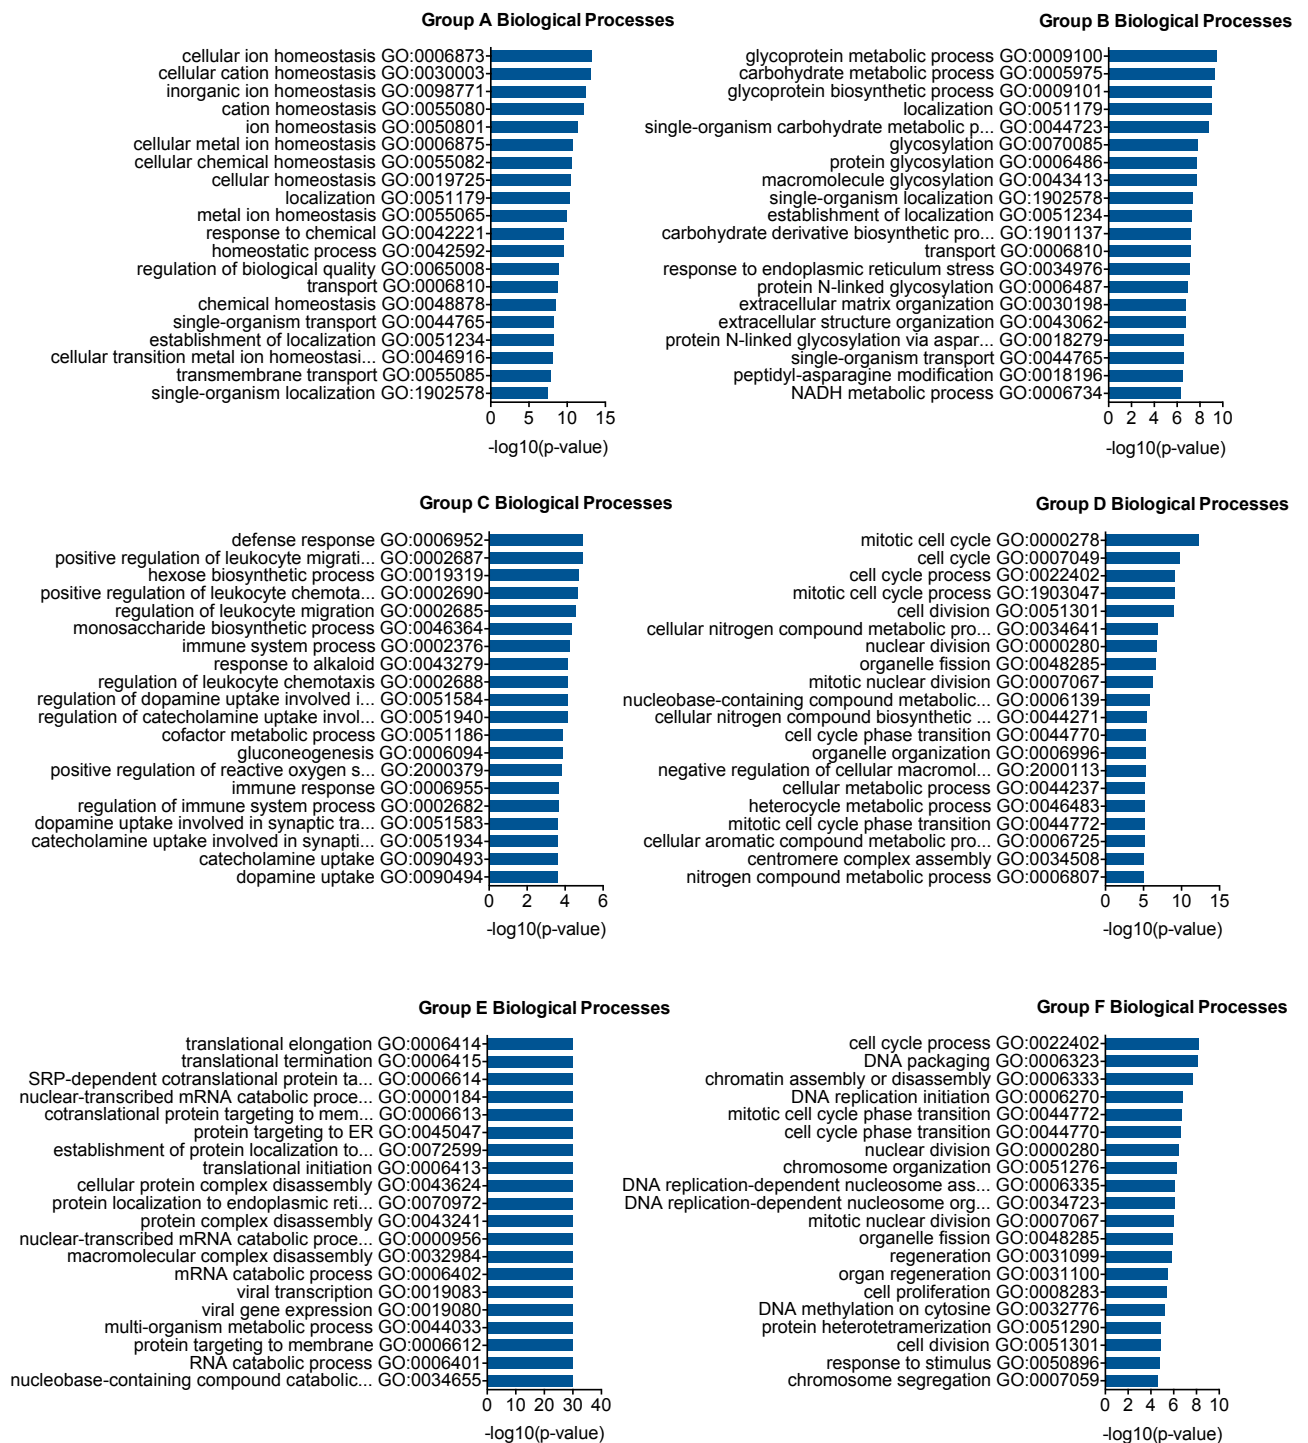 Group A Biological Processes
cellular ion homeostasis GO:0006873
cellular cation homeostasis GO:0030003
inorganic ion homeostasis GO:0098771
cation homeostasis GO:0055080
ion homeostasis GO:0050801
cellular metal ion homeostasis GO:0006875
cellular chemical homeostasis GO:0055082
cellular homeostasis GO:0019725
localization GO:0051179
metal ion homeostasis GO:0055065
response to chemical GO:0042221
homeostatic process GO:0042592
regulation of biological quality GO:0065008
transport GO:0006810
chemical homeostasis GO:0048878
single-organism transport GO:0044765
establishment of localization GO:0051234
cellular transition metal ion homeostasi... GO:0046916
transmembrane transport GO:0055085
single-organism localization GO:1902578
0 5 10 15
-log10(p-value)
Group B Biological Processes
glycoprotein metabolic process GO:0009100
carbohydrate metabolic process GO:0005975
glycoprotein biosynthetic process GO:0009101
localization GO:0051179
single-organism carbohydrate metabolic p... GO:0044723
glycosylation GO:0070085
protein glycosylation GO:0006486
macromolecule glycosylation GO:0043413
single-organism localization GO:1902578
establishment of localization GO:0051234
carbohydrate derivative biosynthetic pro... GO:1901137
transport GO:0006810
response to endoplasmic reticulum stress GO:0034976
protein N-linked glycosylation GO:0006487
extracellular matrix organization GO:0030198
extracellular structure organization GO:0043062
protein N-linked glycosylation via aspar... GO:0018279
single-organism transport GO:0044765
peptidyl-asparagine modification GO:0018196
NADH metabolic process GO:0006734
0 2 4 6 8 10
-log10(p-value)
Group C Biological Processes
defense response GO:0006952
positive regulation of leukocyte migrati... GO:0002687
hexose biosynthetic process GO:0019319
positive regulation of leukocyte chemota... GO:0002690
regulation of leukocyte migration GO:0002685
monosaccharide biosynthetic process GO:0046364
immune system process GO:0002376
response to alkaloid GO:0043279
regulation of leukocyte chemotaxis GO:0002688
regulation of dopamine uptake involved i... GO:0051584
regulation of catecholamine uptake invol... GO:0051940
cofactor metabolic process GO:0051186
gluconeogenesis GO:0006094
positive regulation of reactive oxygen s... GO:2000379
immune response GO:0006955
regulation of immune system process GO:0002682
dopamine uptake involved in synaptic tra... GO:0051583
catecholamine uptake involved in synapti... GO:0051934
catecholamine uptake GO:0090493
dopamine uptake GO:0090494
0 2 4 6
-log10(p-value)
Group D Biological Processes
mitotic cell cycle GO:0000278
cell cycle GO:0007049
cell cycle process GO:0022402
mitotic cell cycle process GO:1903047
cell division GO:0051301
cellular nitrogen compound metabolic pro... GO:0034641
nuclear division GO:0000280
organelle fission GO:0048285
mitotic nuclear division GO:0007067
nucleobase-containing compound metabolic... GO:0006139
cellular nitrogen compound biosynthetic ... GO:0044271
cell cycle phase transition GO:0044770
organelle organization GO:0006996
negative regulation of cellular macromol... GO:2000113
cellular metabolic process GO:0044237
heterocycle metabolic process GO:0046483
mitotic cell cycle phase transition GO:0044772
cellular aromatic compound metabolic pro... GO:0006725
centromere complex assembly GO:0034508
nitrogen compound metabolic process GO:0006807
0 5 10 15
-log10(p-value)
Group E Biological Processes
translational elongation GO:0006414
translational termination GO:0006415
SRP-dependent cotranslational protein ta... GO:0006614
nuclear-transcribed mRNA catabolic proce... GO:0000184
cotranslational protein targeting to mem... GO:0006613
protein targeting to ER GO:0045047
establishment of protein localization to... GO:0072599
translational initiation GO:0006413
cellular protein complex disassembly GO:0043624
protein localization to endoplasmic reti... GO:0070972
protein complex disassembly GO:0043241
nuclear-transcribed mRNA catabolic proce... GO:0000956
macromolecular complex disassembly GO:0032984
mRNA catabolic process GO:0006402
viral transcription GO:0019083
viral gene expression GO:0019080
multi-organism metabolic process GO:0044033
protein targeting to membrane GO:0006612
RNA catabolic process GO:0006401
nucleobase-containing compound catabolic... GO:0034655
0 10 20 30 40
-log10(p-value)
Group F Biological Processes
cell cycle process GO:0022402
DNA packaging GO:0006323
chromatin assembly or disassembly GO:0006333
DNA replication initiation GO:0006270
mitotic cell cycle phase transition GO:0044772
cell cycle phase transition GO:0044770
nuclear division GO:0000280
chromosome organization GO:0051276
DNA replication-dependent nucleosome ass... GO:0006335
DNA replication-dependent nucleosome org... GO:0034723
mitotic nuclear division GO:0007067
organelle fission GO:0048285
regeneration GO:0031099
organ regeneration GO:0031100
cell proliferation GO:0008283
DNA methylation on cytosine GO:0032776
protein heterotetramerization GO:0051290
cell division GO:0051301
response to stimulus GO:0050896
chromosome segregation GO:0007059
0 2 4 6 8 10
-log10(p-value)